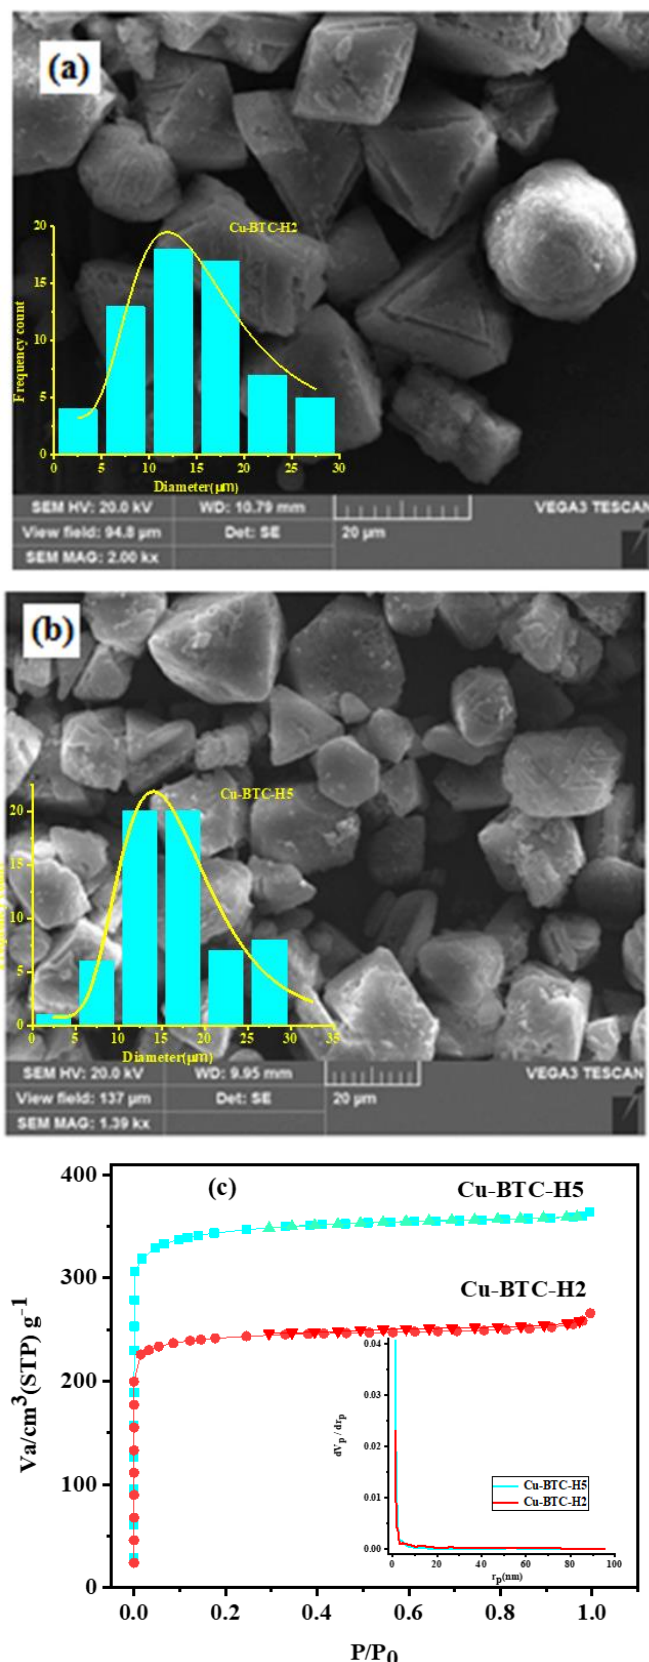 (a)
Cu-BTC-H2
20
15
10
5
0
Frequency count
0 5 10 15 20 25 30
Diameter(μm)
SEM HV: 20.0 kV WD: 10.79 mm VEGA3 TESCAN
View field: 94.8 μm Det: SE 20 μm
SEM MAG: 2.00 kx
(b)
Cu-BTC-H5
20
15
10
5
0
0 5 10 15 20 25 30 35
Diameter(μm)
SEM HV: 20.0 kV WD: 9.95 mm VEGA3 TESCAN
View field: 137 μm Det: SE 20 μm
SEM MAG: 1.39 kx
(c)
Cu-BTC-H5
Cu-BTC-H2
400
300
200
100
0
Va/cm³(STP) g⁻¹
0.0 0.2 0.4 0.6 0.8 1.0
P/P₀
0.04
0.03
0.02
0.01
0.00
dVₚ / drₚ
Cu-BTC-H5
Cu-BTC-H2
0 20 40 60 80 100
rₚ(nm)